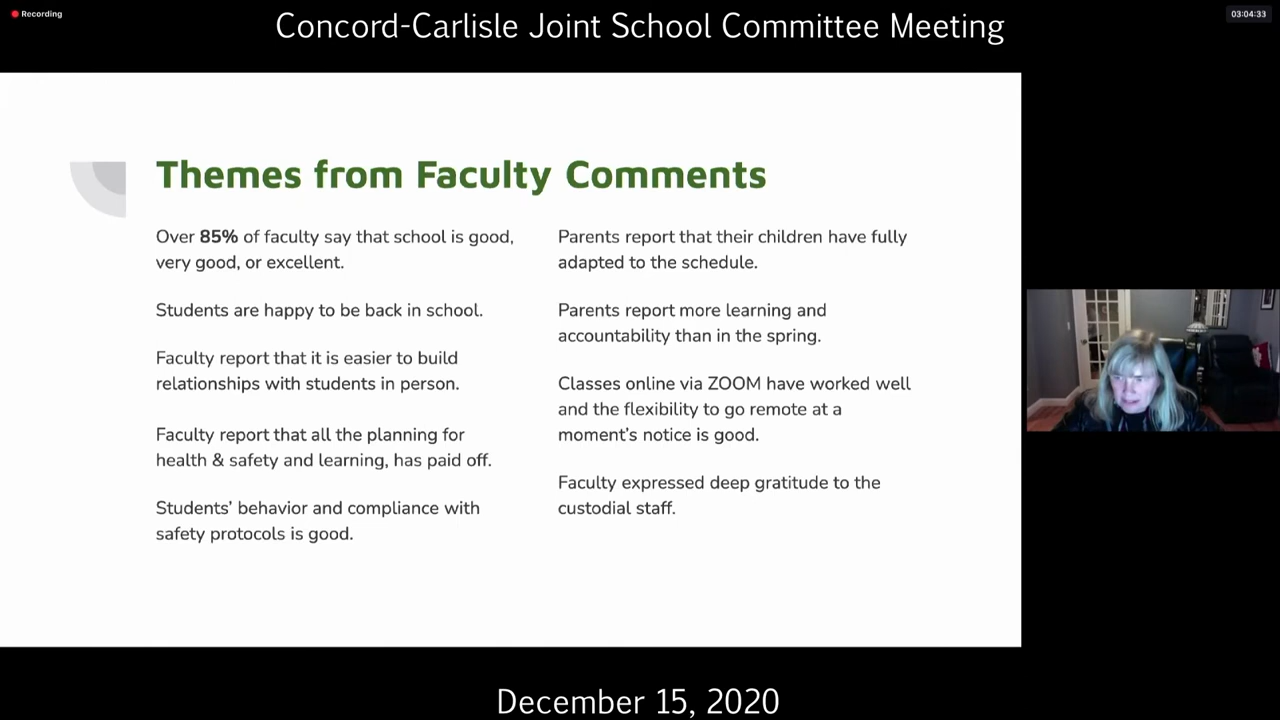 Recording
Concord-Carlisle Joint School Committee Meeting
03:04:33
Themes from Faculty Comments
Over 85% of faculty say that school is good,
very good, or excellent.
Students are happy to be back in school.
Faculty report that it is easier to build
relationships with students in person.
Faculty report that all the planning for
health & safety and learning, has paid off.
Students’ behavior and compliance with
safety protocols is good.
Parents report that their children have fully
adapted to the schedule.
Parents report more learning and
accountability than in the spring.
Classes online via ZOOM have worked well
and the flexibility to go remote at a
moment’s notice is good.
Faculty expressed deep gratitude to the
custodial staff.
December 15, 2020